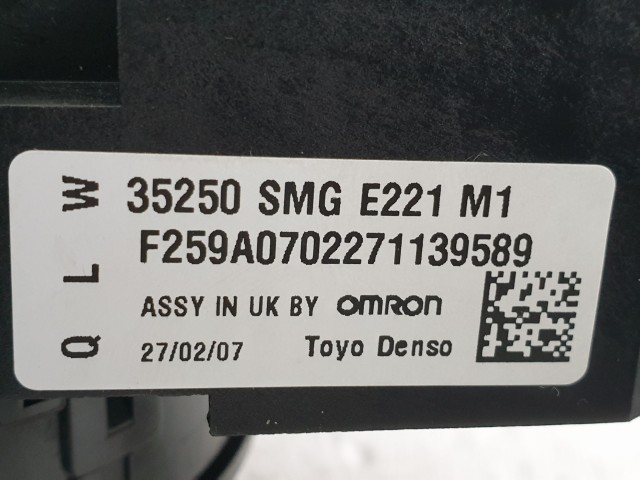 35250 SMG E221 M1
F259A0702271139589
ASSY IN UK BY OMRON
27/02/07 Toyo Denso
Q L W